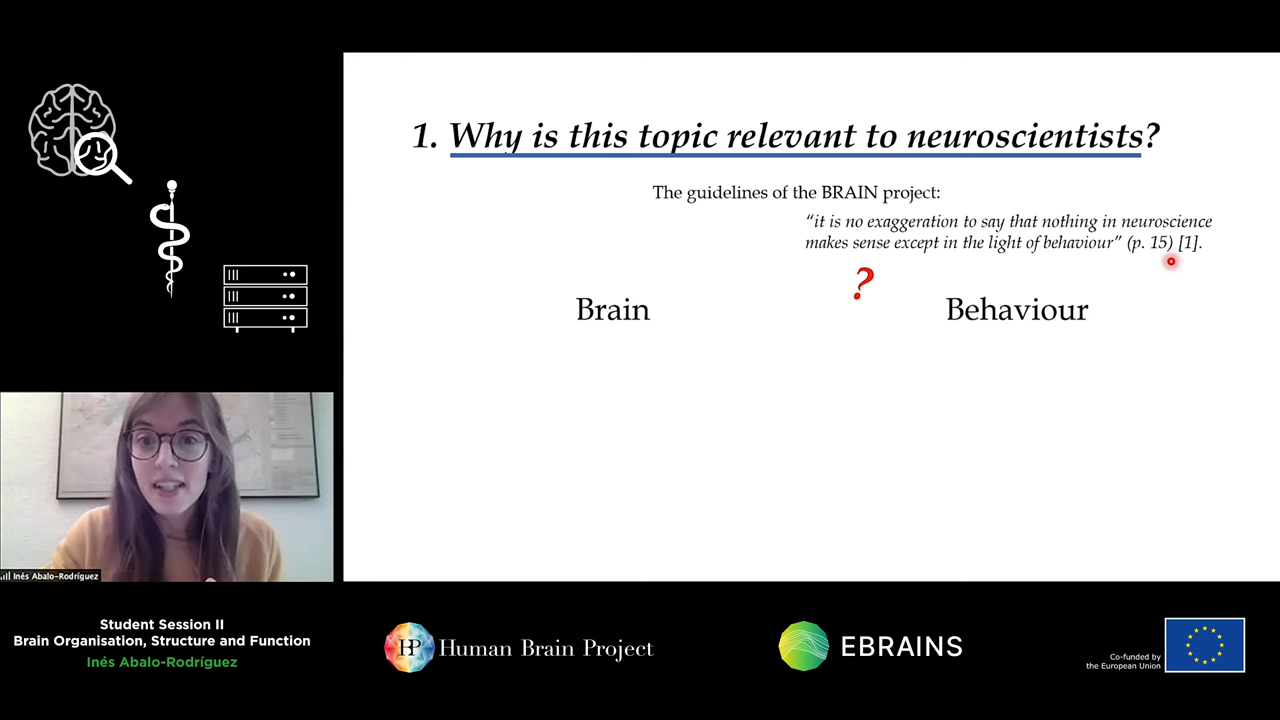 1. Why is this topic relevant to neuroscientists?
The guidelines of the BRAIN project:
“it is no exaggeration to say that nothing in neuroscience
makes sense except in the light of behaviour” (p. 15) [1].
?
Brain
Behaviour
Inés Abalo-Rodríguez
Student Session II
Brain Organisation, Structure and Function
Inés Abalo-Rodríguez
HP Human Brain Project
EBRAINS
Co-funded by
the European Union